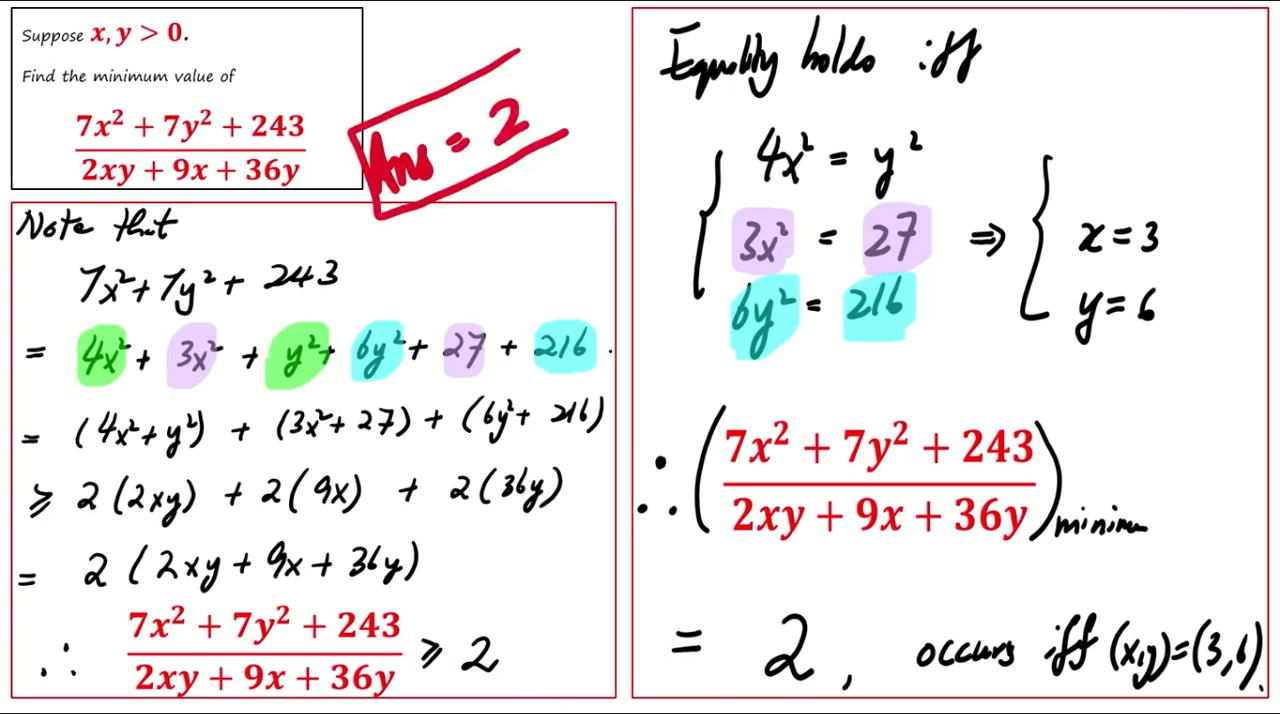 Suppose x, y > 0.
Find the minimum value of
7x² + 7y² + 243
2xy + 9x + 36y
Ans = 2
Note that
7x² + 7y² + 243
= 4x² + 3x² + y² + 6y² + 27 + 216 .
= (4x² + y²) + (3x² + 27) + (6y² + 216)
≥ 2 (2xy) + 2 (9x) + 2 (36y)
= 2 (2xy + 9x + 36y)
∴ 7x² + 7y² + 243 ≥ 2
2xy + 9x + 36y
Equality holds iff
4x² = y²
3x² = 27 ⇒ x = 3
6y² = 216 y = 6
∴ ( 7x² + 7y² + 243 )
2xy + 9x + 36y minimum
= 2 , occurs iff (x,y)=(3,6).